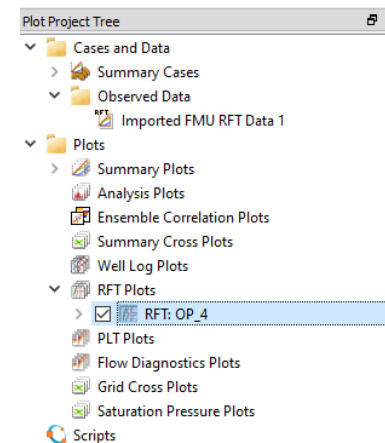 Plot Project Tree
Cases and Data
Summary Cases
Observed Data
RFT Imported FMU RFT Data 1
Plots
Summary Plots
Analysis Plots
Ensemble Correlation Plots
Summary Cross Plots
Well Log Plots
RFT Plots
RFT: OP_4
PLT Plots
Flow Diagnostics Plots
Grid Cross Plots
Saturation Pressure Plots
Scripts